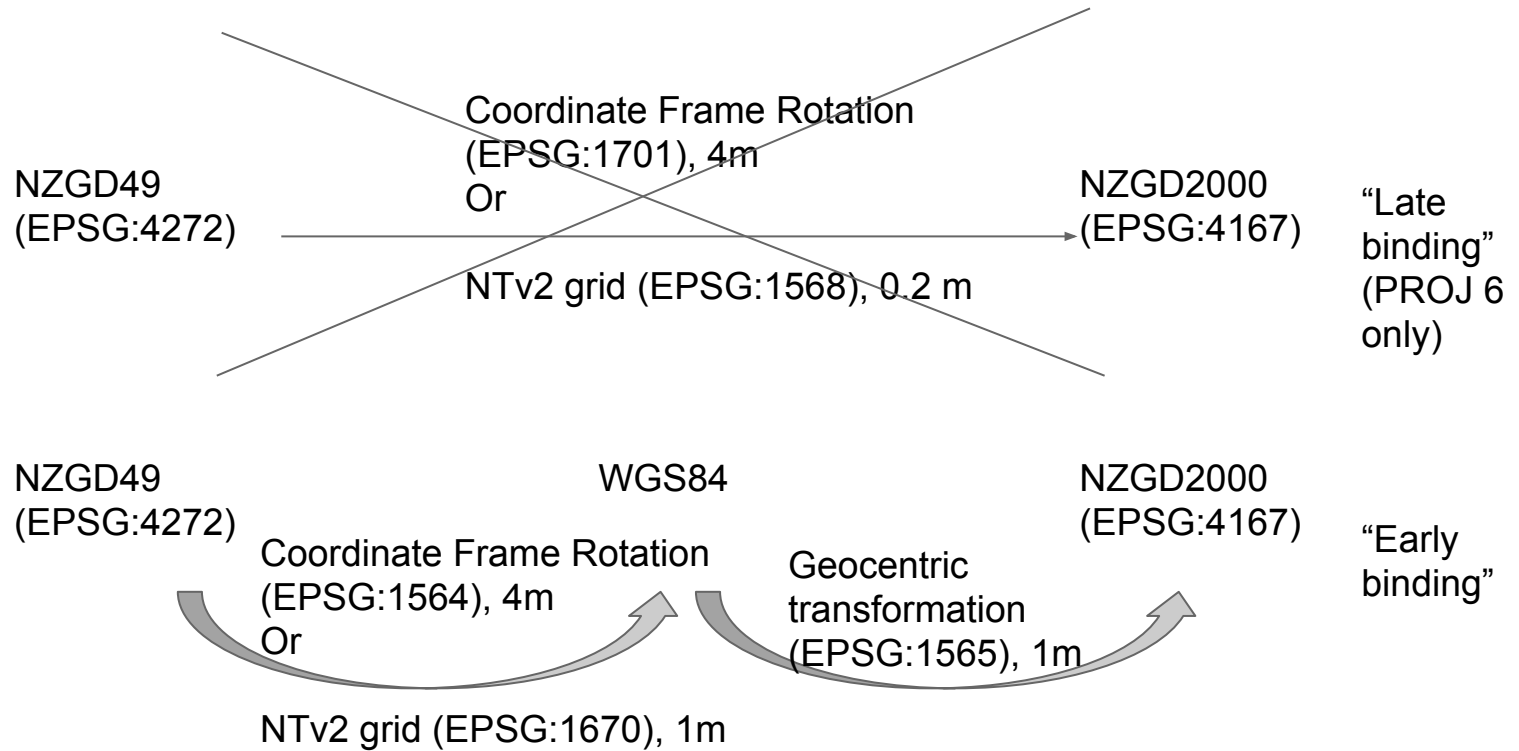 Coordinate Frame Rotation
(EPSG:1701), 4m
Or
NTv2 grid (EPSG:1568), 0.2 m
NZGD49
(EPSG:4272)
NZGD2000
(EPSG:4167)
“Late
binding”
(PROJ 6
only)
NZGD49
(EPSG:4272)
WGS84
NZGD2000
(EPSG:4167)
Coordinate Frame Rotation
(EPSG:1564), 4m
Or
NTv2 grid (EPSG:1670), 1m
Geocentric
transformation
(EPSG:1565), 1m
“Early
binding”